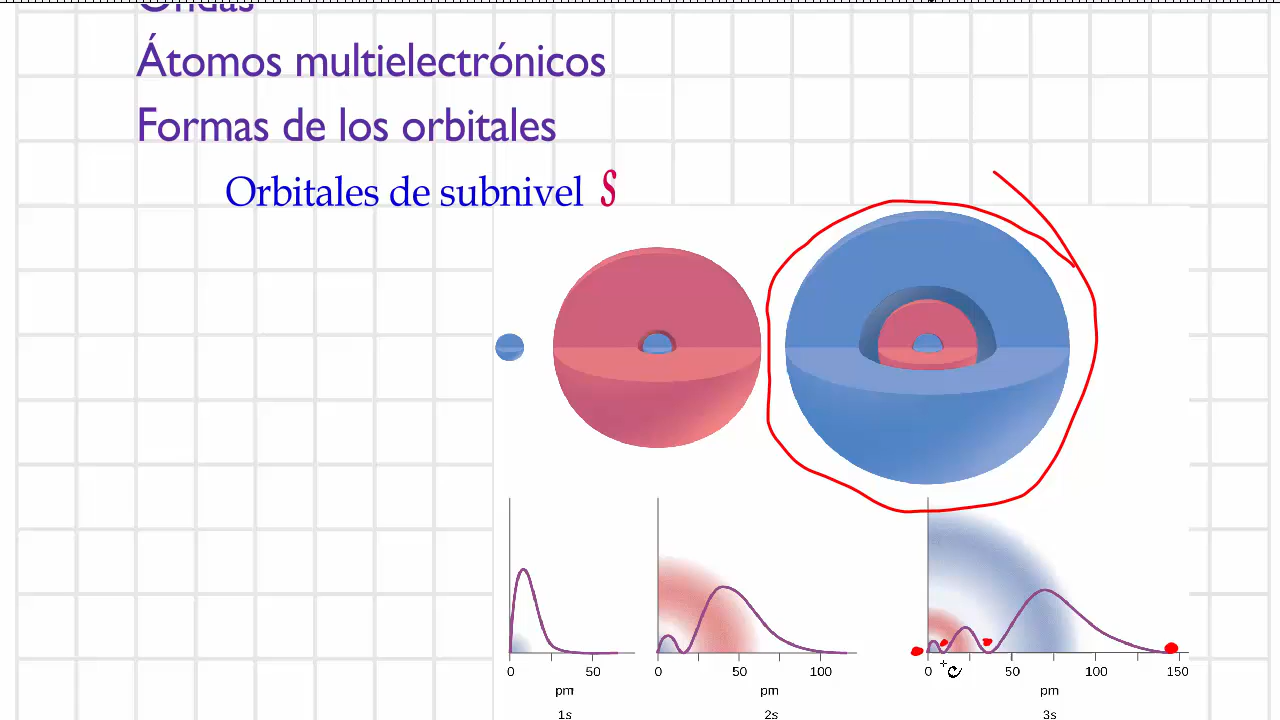 Ondas
Átomos multielectrónicos
Formas de los orbitales
Orbitales de subnivel s
0 50 0 50 100 0 50 100 150
pm pm pm
1s 2s 3s